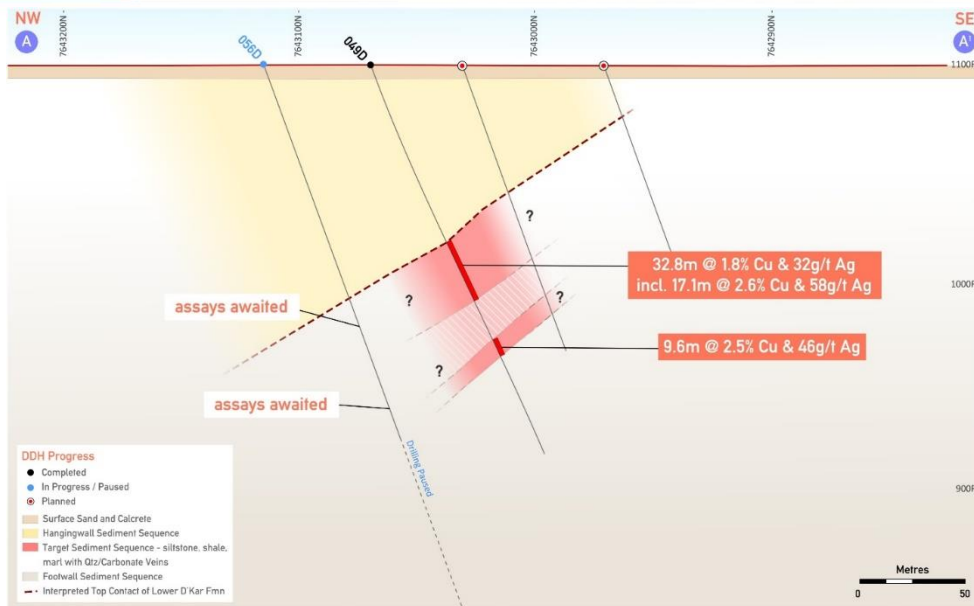 NW
A
7643200N
056D
7643100N
049D
7643000N
7642900N
SE
A'
1100R
?
32.8m @ 1.8% Cu & 32g/t Ag
incl. 17.1m @ 2.6% Cu & 58g/t Ag
1000R
assays awaited
?
?
9.6m @ 2.5% Cu & 46g/t Ag
?
assays awaited
Drilling Paused
900R
DDH Progress
Completed
In Progress / Paused
Planned
Surface Sand and Calcrete
Hangingwall Sediment Sequence
Target Sediment Sequence - siltstone, shale,
marl with Qtz/Carbonate Veins
Footwall Sediment Sequence
Interpreted Top Contact of Lower D'Kar Fmn
Metres
0 50